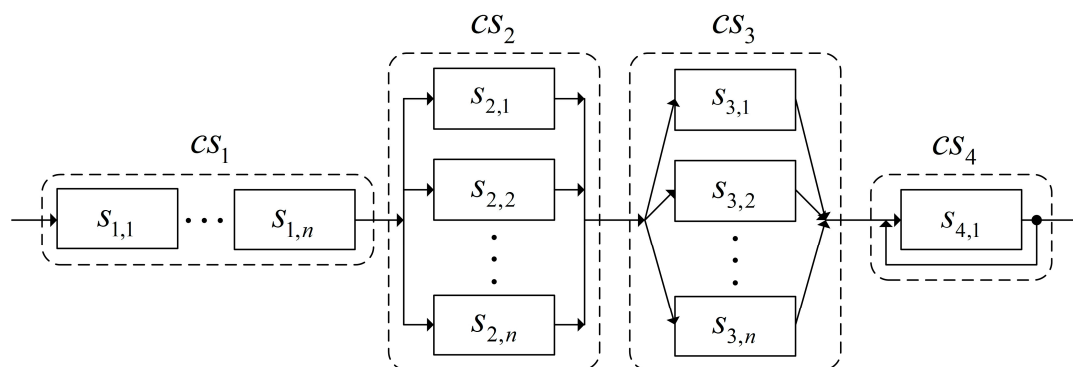 cs₁
s₁,₁ ··· s₁,ₙ
cs₂
s₂,₁
s₂,₂
s₂,ₙ
cs₃
s₃,₁
s₃,₂
s₃,ₙ
cs₄
s₄,₁